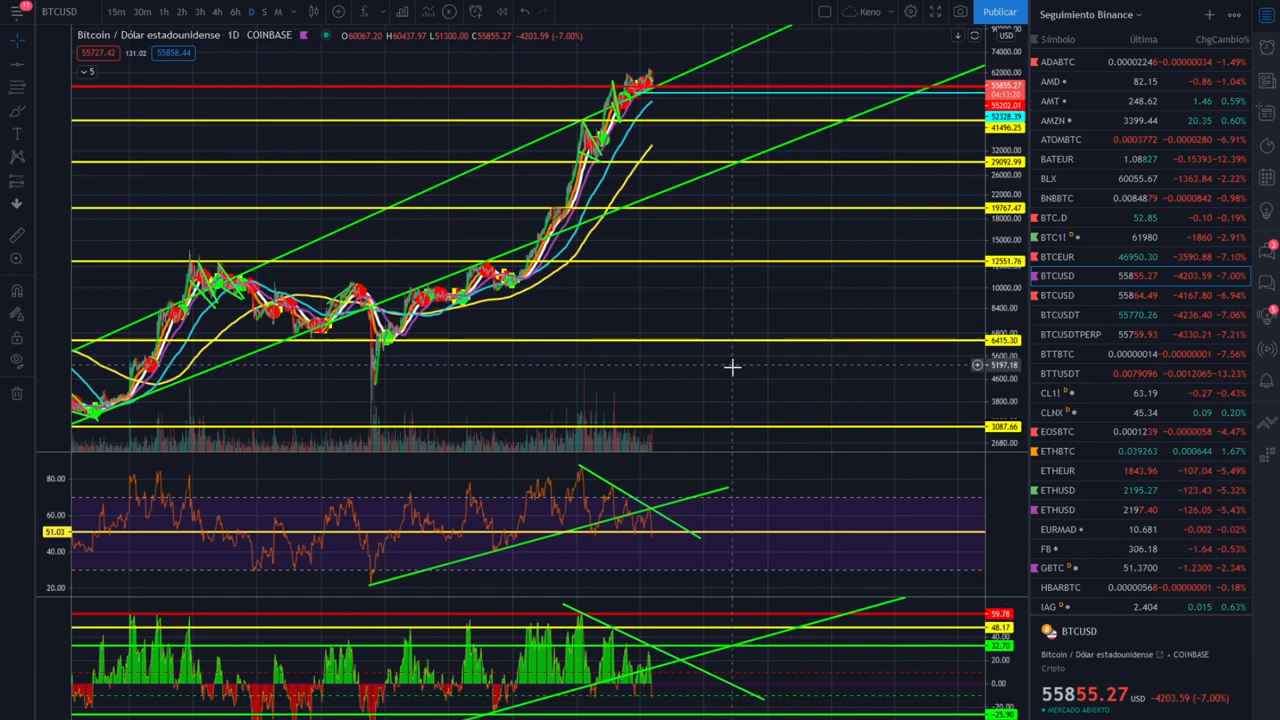 11
BTCUSD
15m 30m 1h 2h 3h 4h 6h D S M
Keno
Publicar
Bitcoin / Dólar estadounidense · 1D · COINBASE
O60067.20 H60437.97 L51300.00 C55855.27 −4203.59 (−7.00%)
55727.42 131.02 55858.44
5
USD
74000.00
62000.00
55855.27
04:13:20
55202.01
52328.39
41496.25
32000.00
29092.99
26000.00
22000.00
19767.47
18000.00
15000.00
12551.76
10000.00
8400.00
6800.00
6415.30
5600.00
5197.18
4600.00
3800.00
3087.66
2680.00
80.00
60.00
51.03
40.00
20.00
59.78
48.17
40.00
32.70
20.00
0.00
−20.00
−25.90
Seguimiento Binance
Símbolo Última Chg Cambio%
ADABTC 0.00002246 −0.00000034 −1.49%
AMD 82.15 −0.86 −1.04%
AMT 248.62 1.46 0.59%
AMZN 3399.44 20.35 0.60%
ATOMBTC 0.0003772 −0.0000280 −6.91%
BATEUR 1.08827 −0.15393 −12.39%
BLX 60055.67 −1363.84 −2.22%
BNBBTC 0.0084879 −0.0000842 −0.98%
BTC.D 52.85 −0.10 −0.19%
BTC1! D 61980 −1860 −2.91%
BTCEUR 46950.30 −3590.88 −7.10%
BTCUSD 55855.27 −4203.59 −7.00%
BTCUSD 55864.49 −4167.80 −6.94%
BTCUSDT 55770.26 −4236.40 −7.06%
BTCUSDTPERP 55759.93 −4330.21 −7.21%
BTTBTC 0.00000014 −0.00000001 −7.56%
BTTUSDT 0.0079096 −0.0012065 −13.23%
CL1! D 63.19 −0.27 −0.43%
CLNX 45.34 0.09 0.20%
EOSBTC 0.0001239 −0.0000058 −4.47%
ETHBTC 0.039263 0.000644 1.67%
ETHEUR 1843.96 −107.04 −5.49%
ETHUSD 2195.27 −123.43 −5.32%
ETHUSD 2197.40 −126.05 −5.43%
EURMAD 10.681 −0.002 −0.02%
FB 306.18 −1.64 −0.53%
GBTC D 51.3700 −1.2300 −2.34%
HBARBTC 0.00000568 −0.00000001 −0.18%
IAG D 2.404 0.015 0.63%
BTCUSD
Bitcoin / Dólar estadounidense · COINBASE
Cripto
55855.27 USD −4203.59 (−7.00%)
MERCADO ABIERTO
3
5